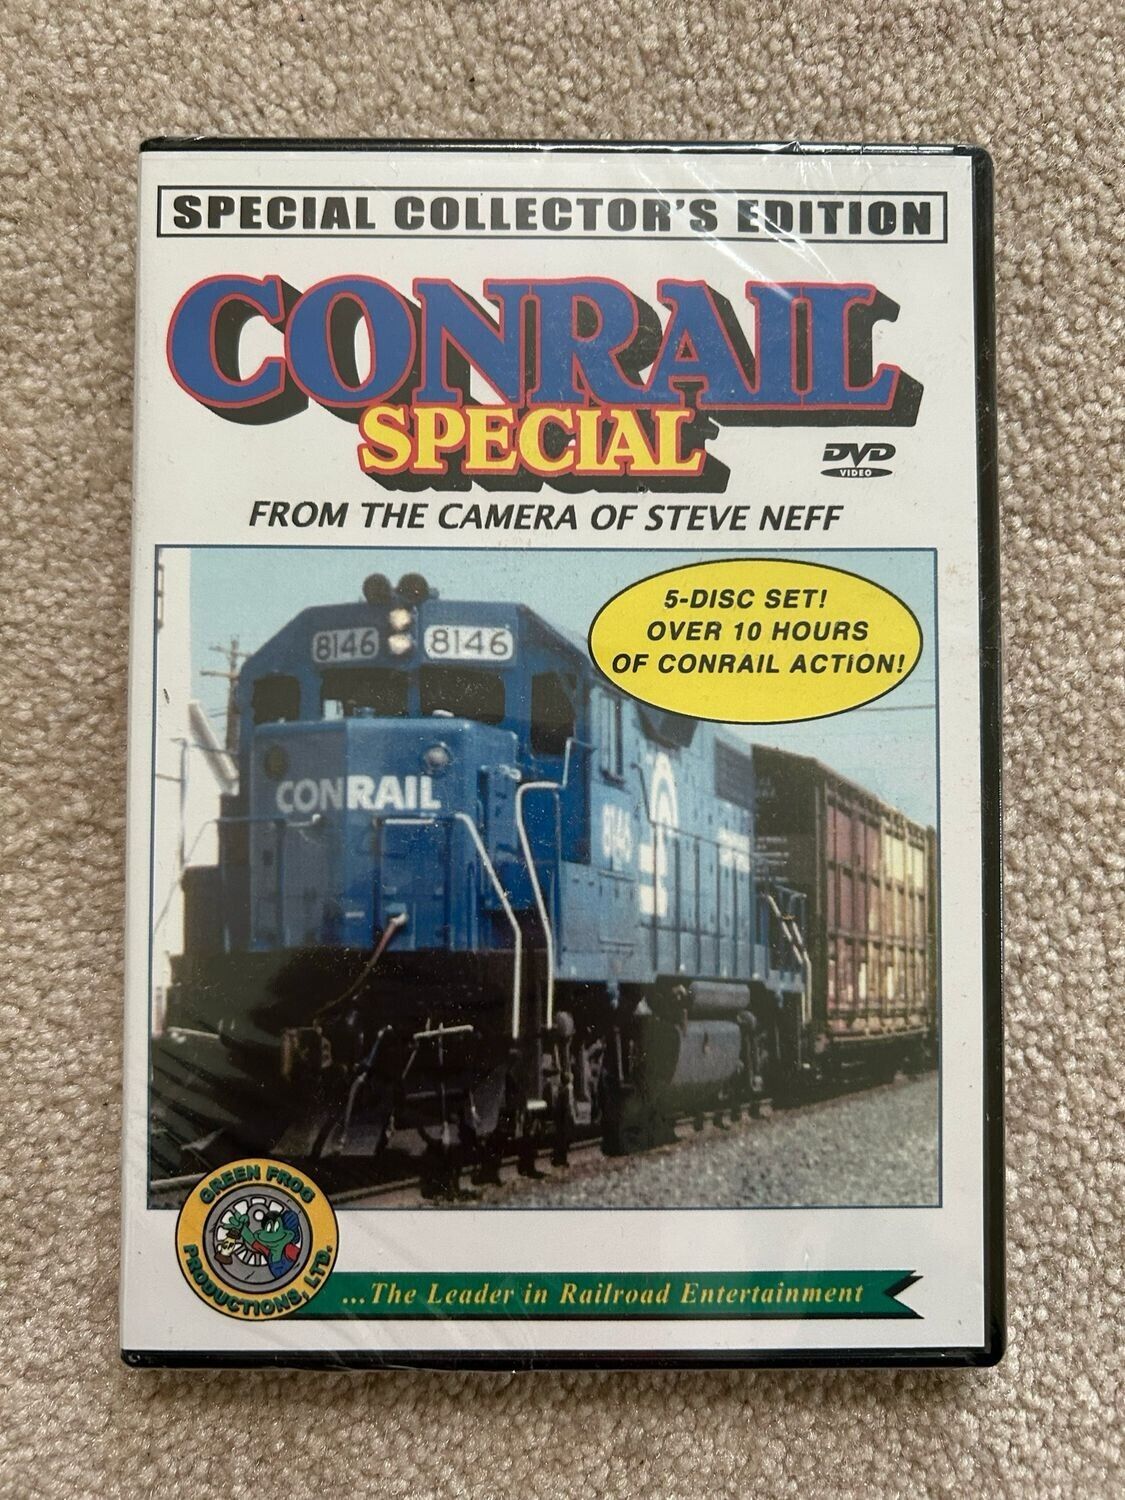 SPECIAL COLLECTOR'S EDITION
CONRAIL
SPECIAL
DVD
VIDEO
FROM THE CAMERA OF STEVE NEFF
5-DISC SET!
OVER 10 HOURS
OF CONRAIL ACTION!
8146 8146
CONRAIL
8146
GREEN FROG
PRODUCTIONS, LTD.
...The Leader in Railroad Entertainment